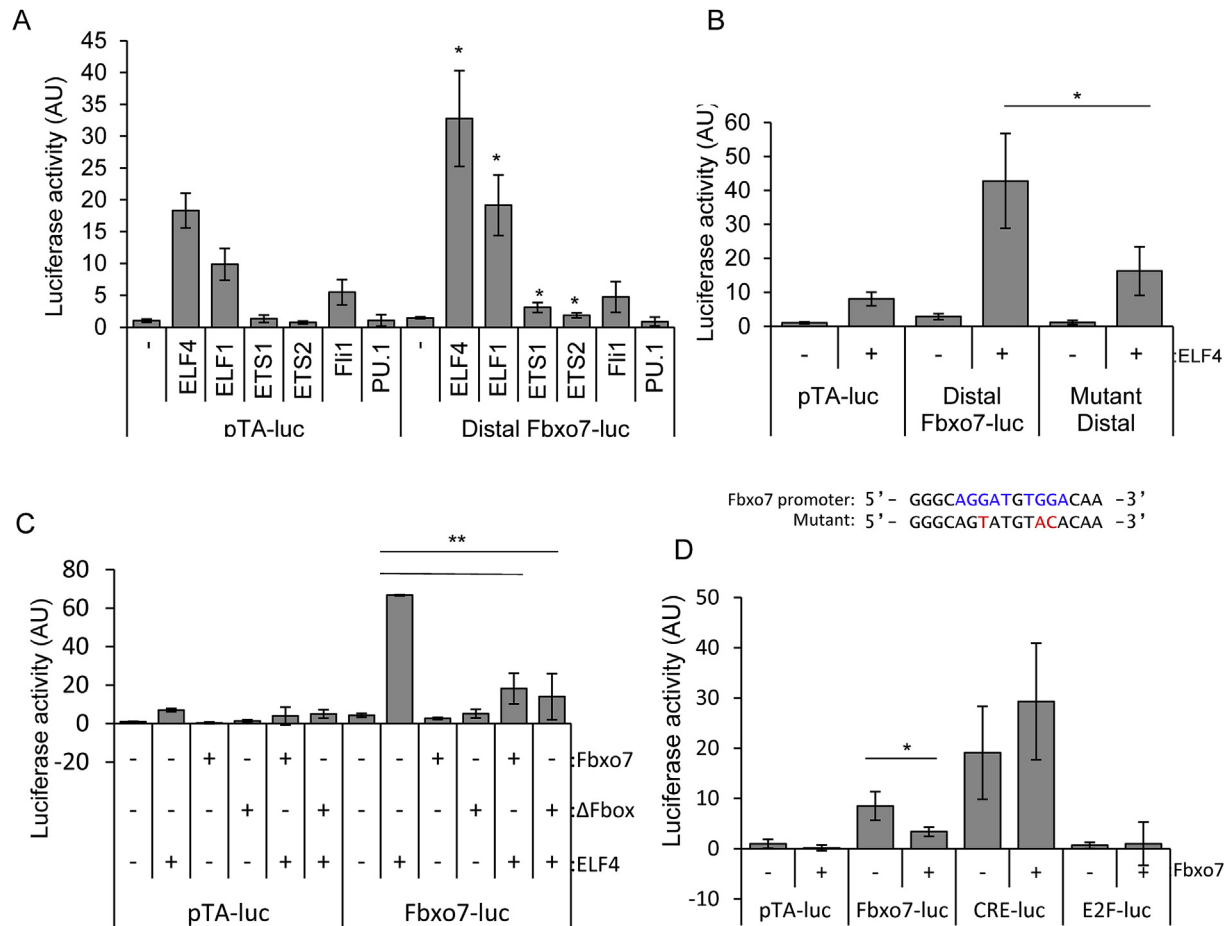 A
Luciferase activity (AU)
45
40
35
30
25
20
15
10
5
0
* * * *
- ELF4 ELF1 ETS1 ETS2 Fli1 PU.1 - ELF4 ELF1 ETS1 ETS2 Fli1 PU.1
pTA-luc Distal Fbxo7-luc
B
Luciferase activity (AU)
60
50
40
30
20
10
0
*
- + - + - + :ELF4
pTA-luc Distal Fbxo7-luc Mutant Distal
Fbxo7 promoter: 5'- GGGCAGGATGTGGACAA -3'
Mutant: 5'- GGGCAGTATGTACACAA -3'
C
Luciferase activity (AU)
80
60
40
20
0
-20
**
- - + - + - - - + - + - :Fbxo7
- - - + - + - - - + - + :ΔFbox
- + - - + + - + - - + + :ELF4
pTA-luc Fbxo7-luc
D
Luciferase activity (AU)
50
40
30
20
10
0
-10
*
- + - + - + - + :Fbxo7
pTA-luc Fbxo7-luc CRE-luc E2F-luc